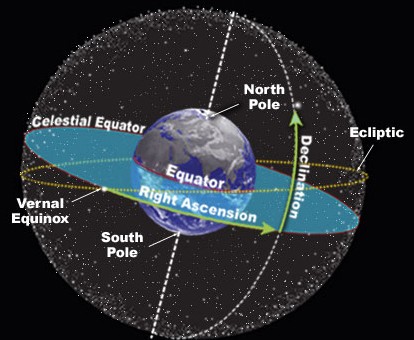 North
Pole
Celestial Equator
Ecliptic
Equator
Declination
Right Ascension
Vernal
Equinox
South
Pole